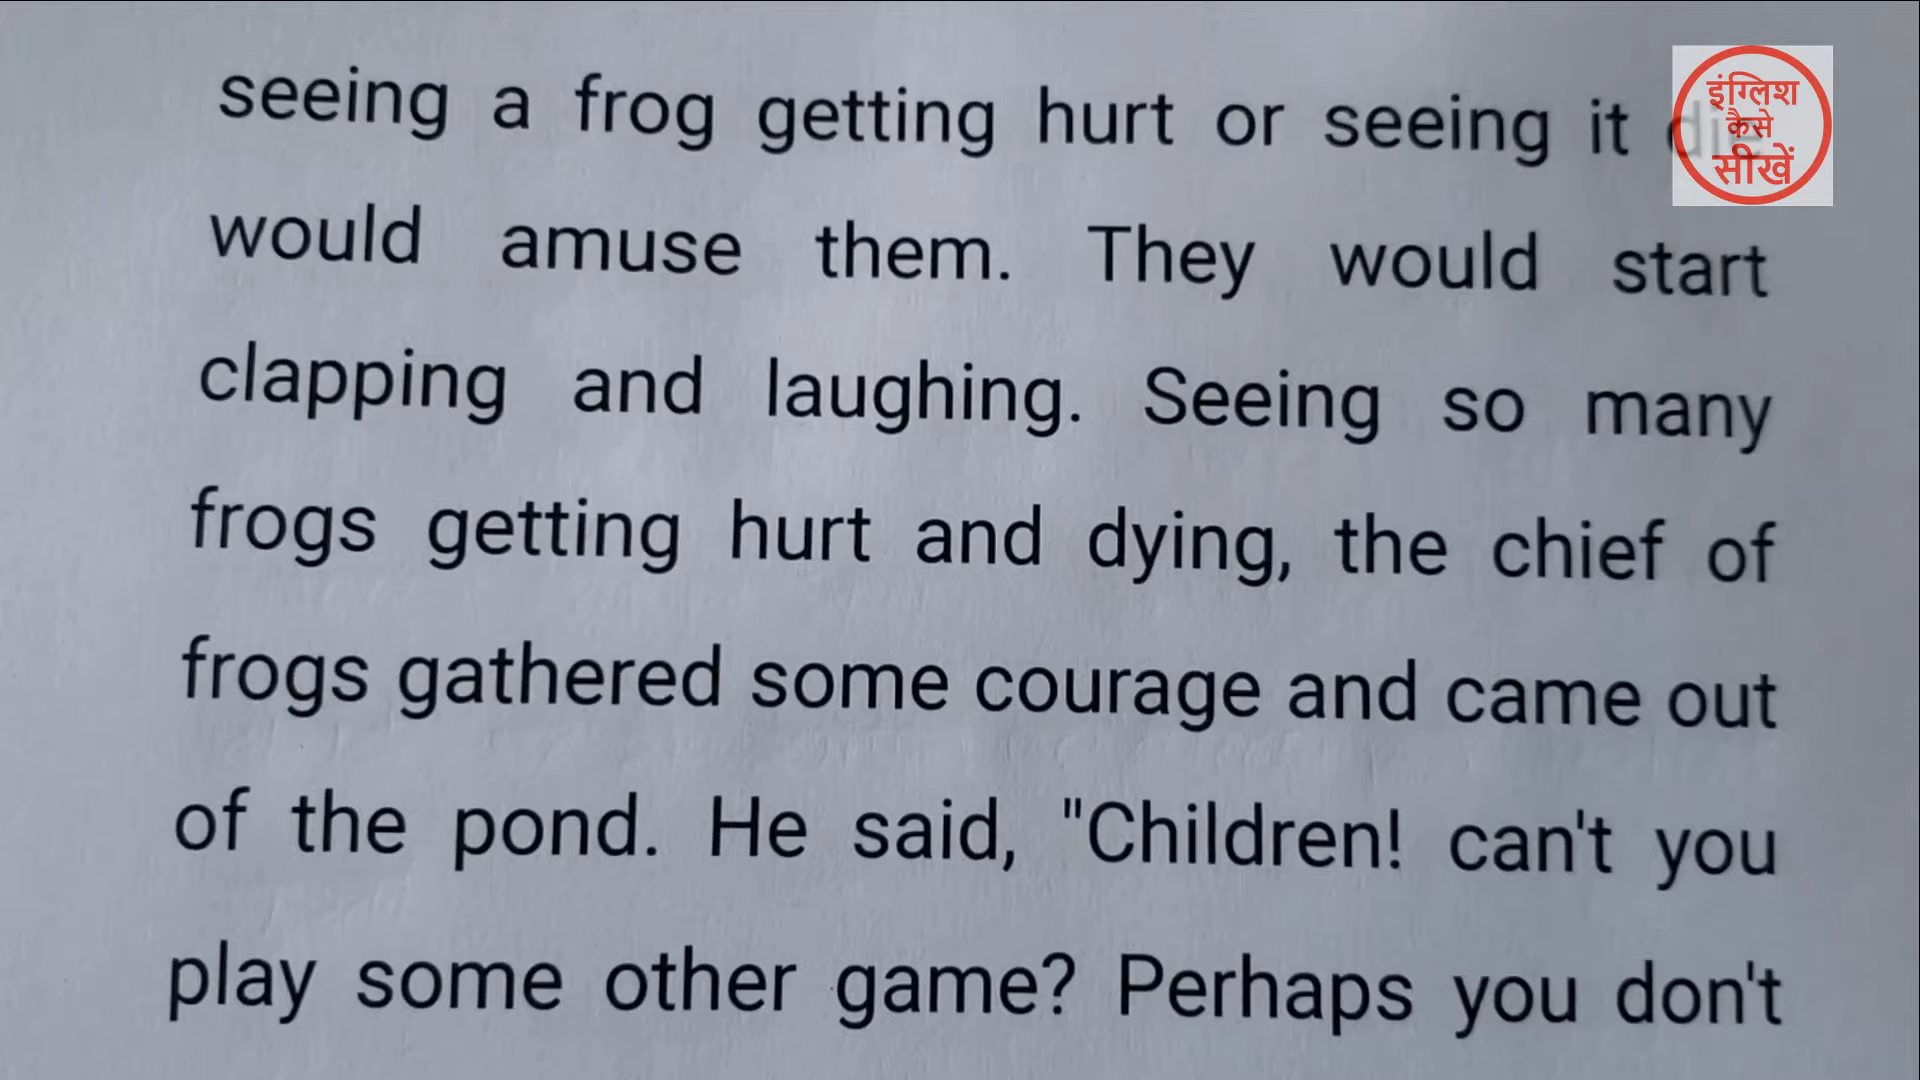 seeing a frog getting hurt or seeing it die
would amuse them. They would start
clapping and laughing. Seeing so many
frogs getting hurt and dying, the chief of
frogs gathered some courage and came out
of the pond. He said, "Children! can't you
play some other game? Perhaps you don't
इंग्लिश
कैसे
सीखें